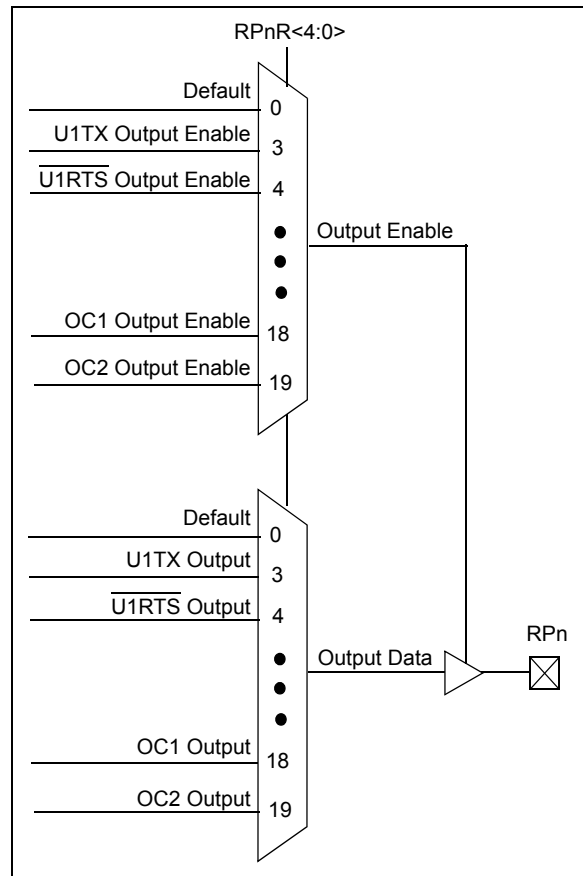 RPnR<4:0>
Default
0
U1TX Output Enable
3
U1RTS Output Enable
4
Output Enable
OC1 Output Enable
18
OC2 Output Enable
19
Default
0
U1TX Output
3
U1RTS Output
4
RPn
Output Data
OC1 Output
18
OC2 Output
19